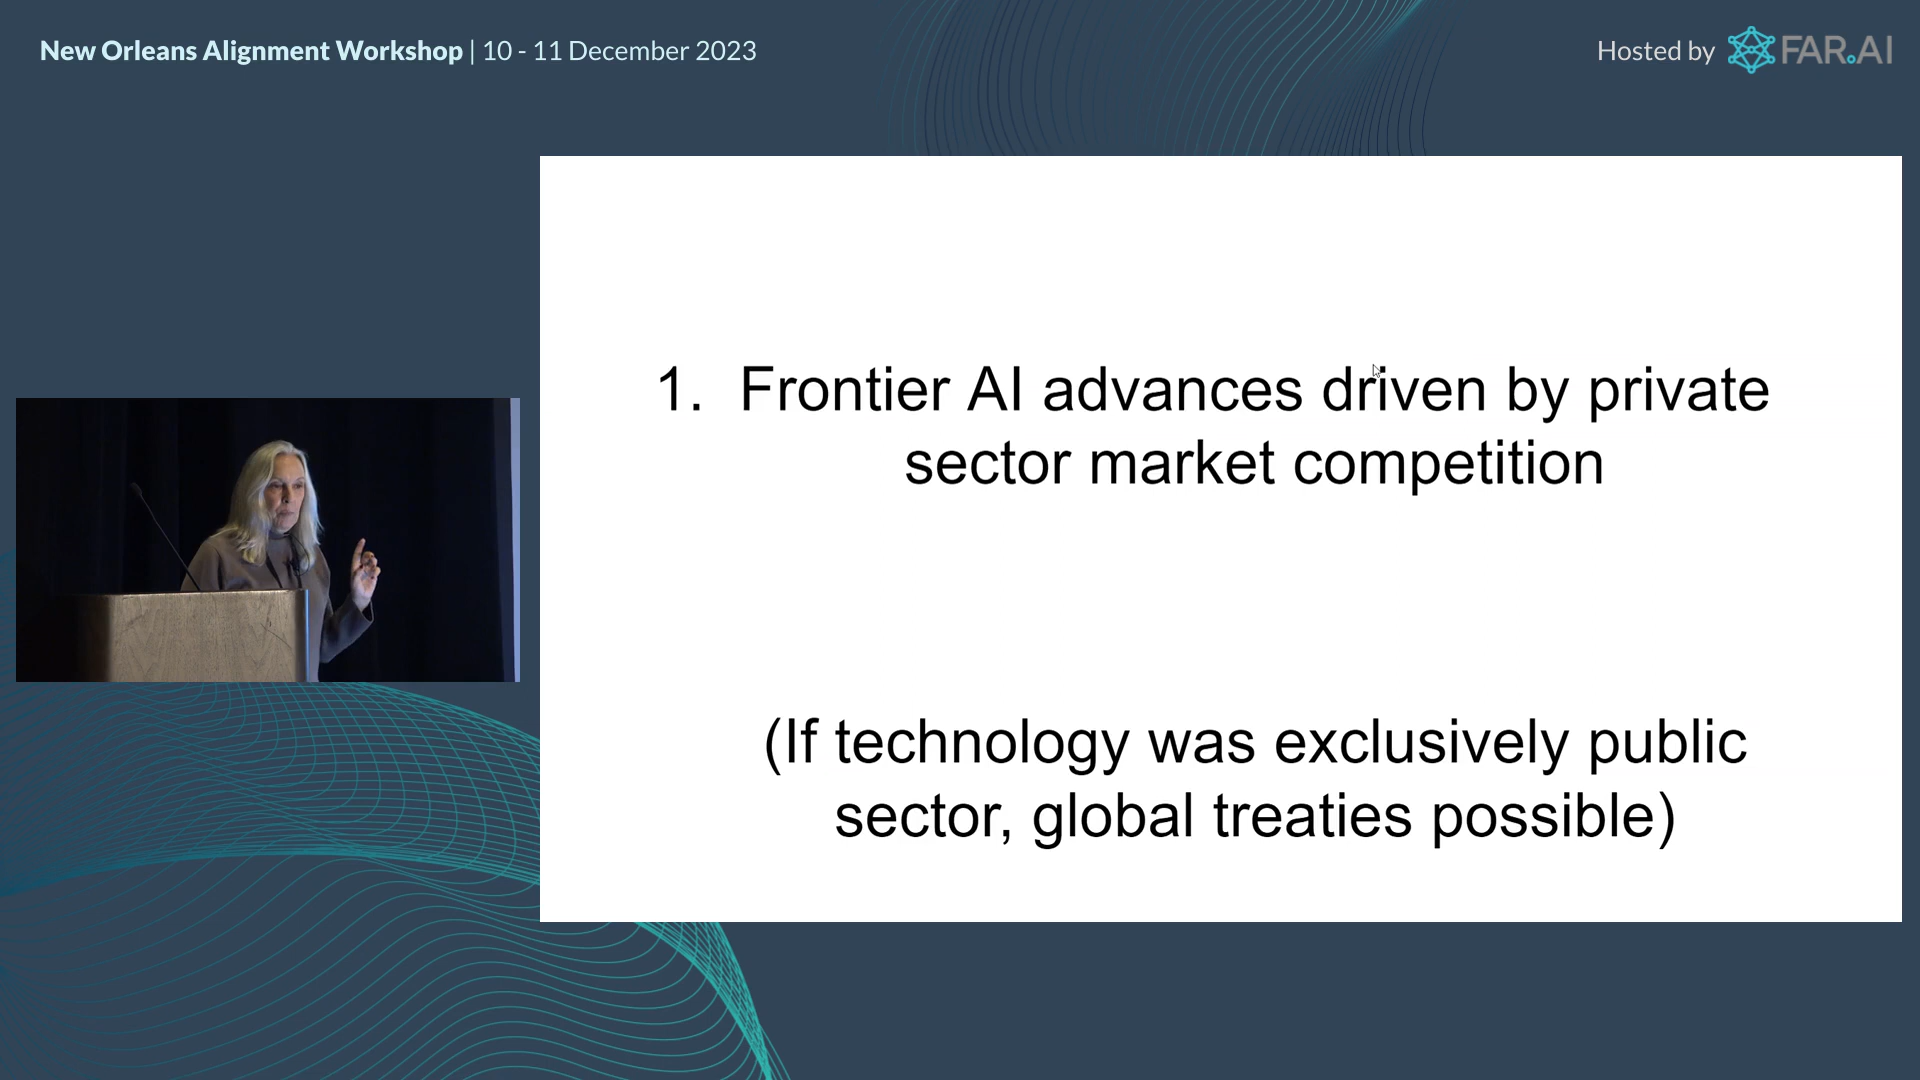 New Orleans Alignment Workshop | 10 - 11 December 2023
Hosted by FAR.AI
1. Frontier AI advances driven by private
sector market competition
(If technology was exclusively public
sector, global treaties possible)